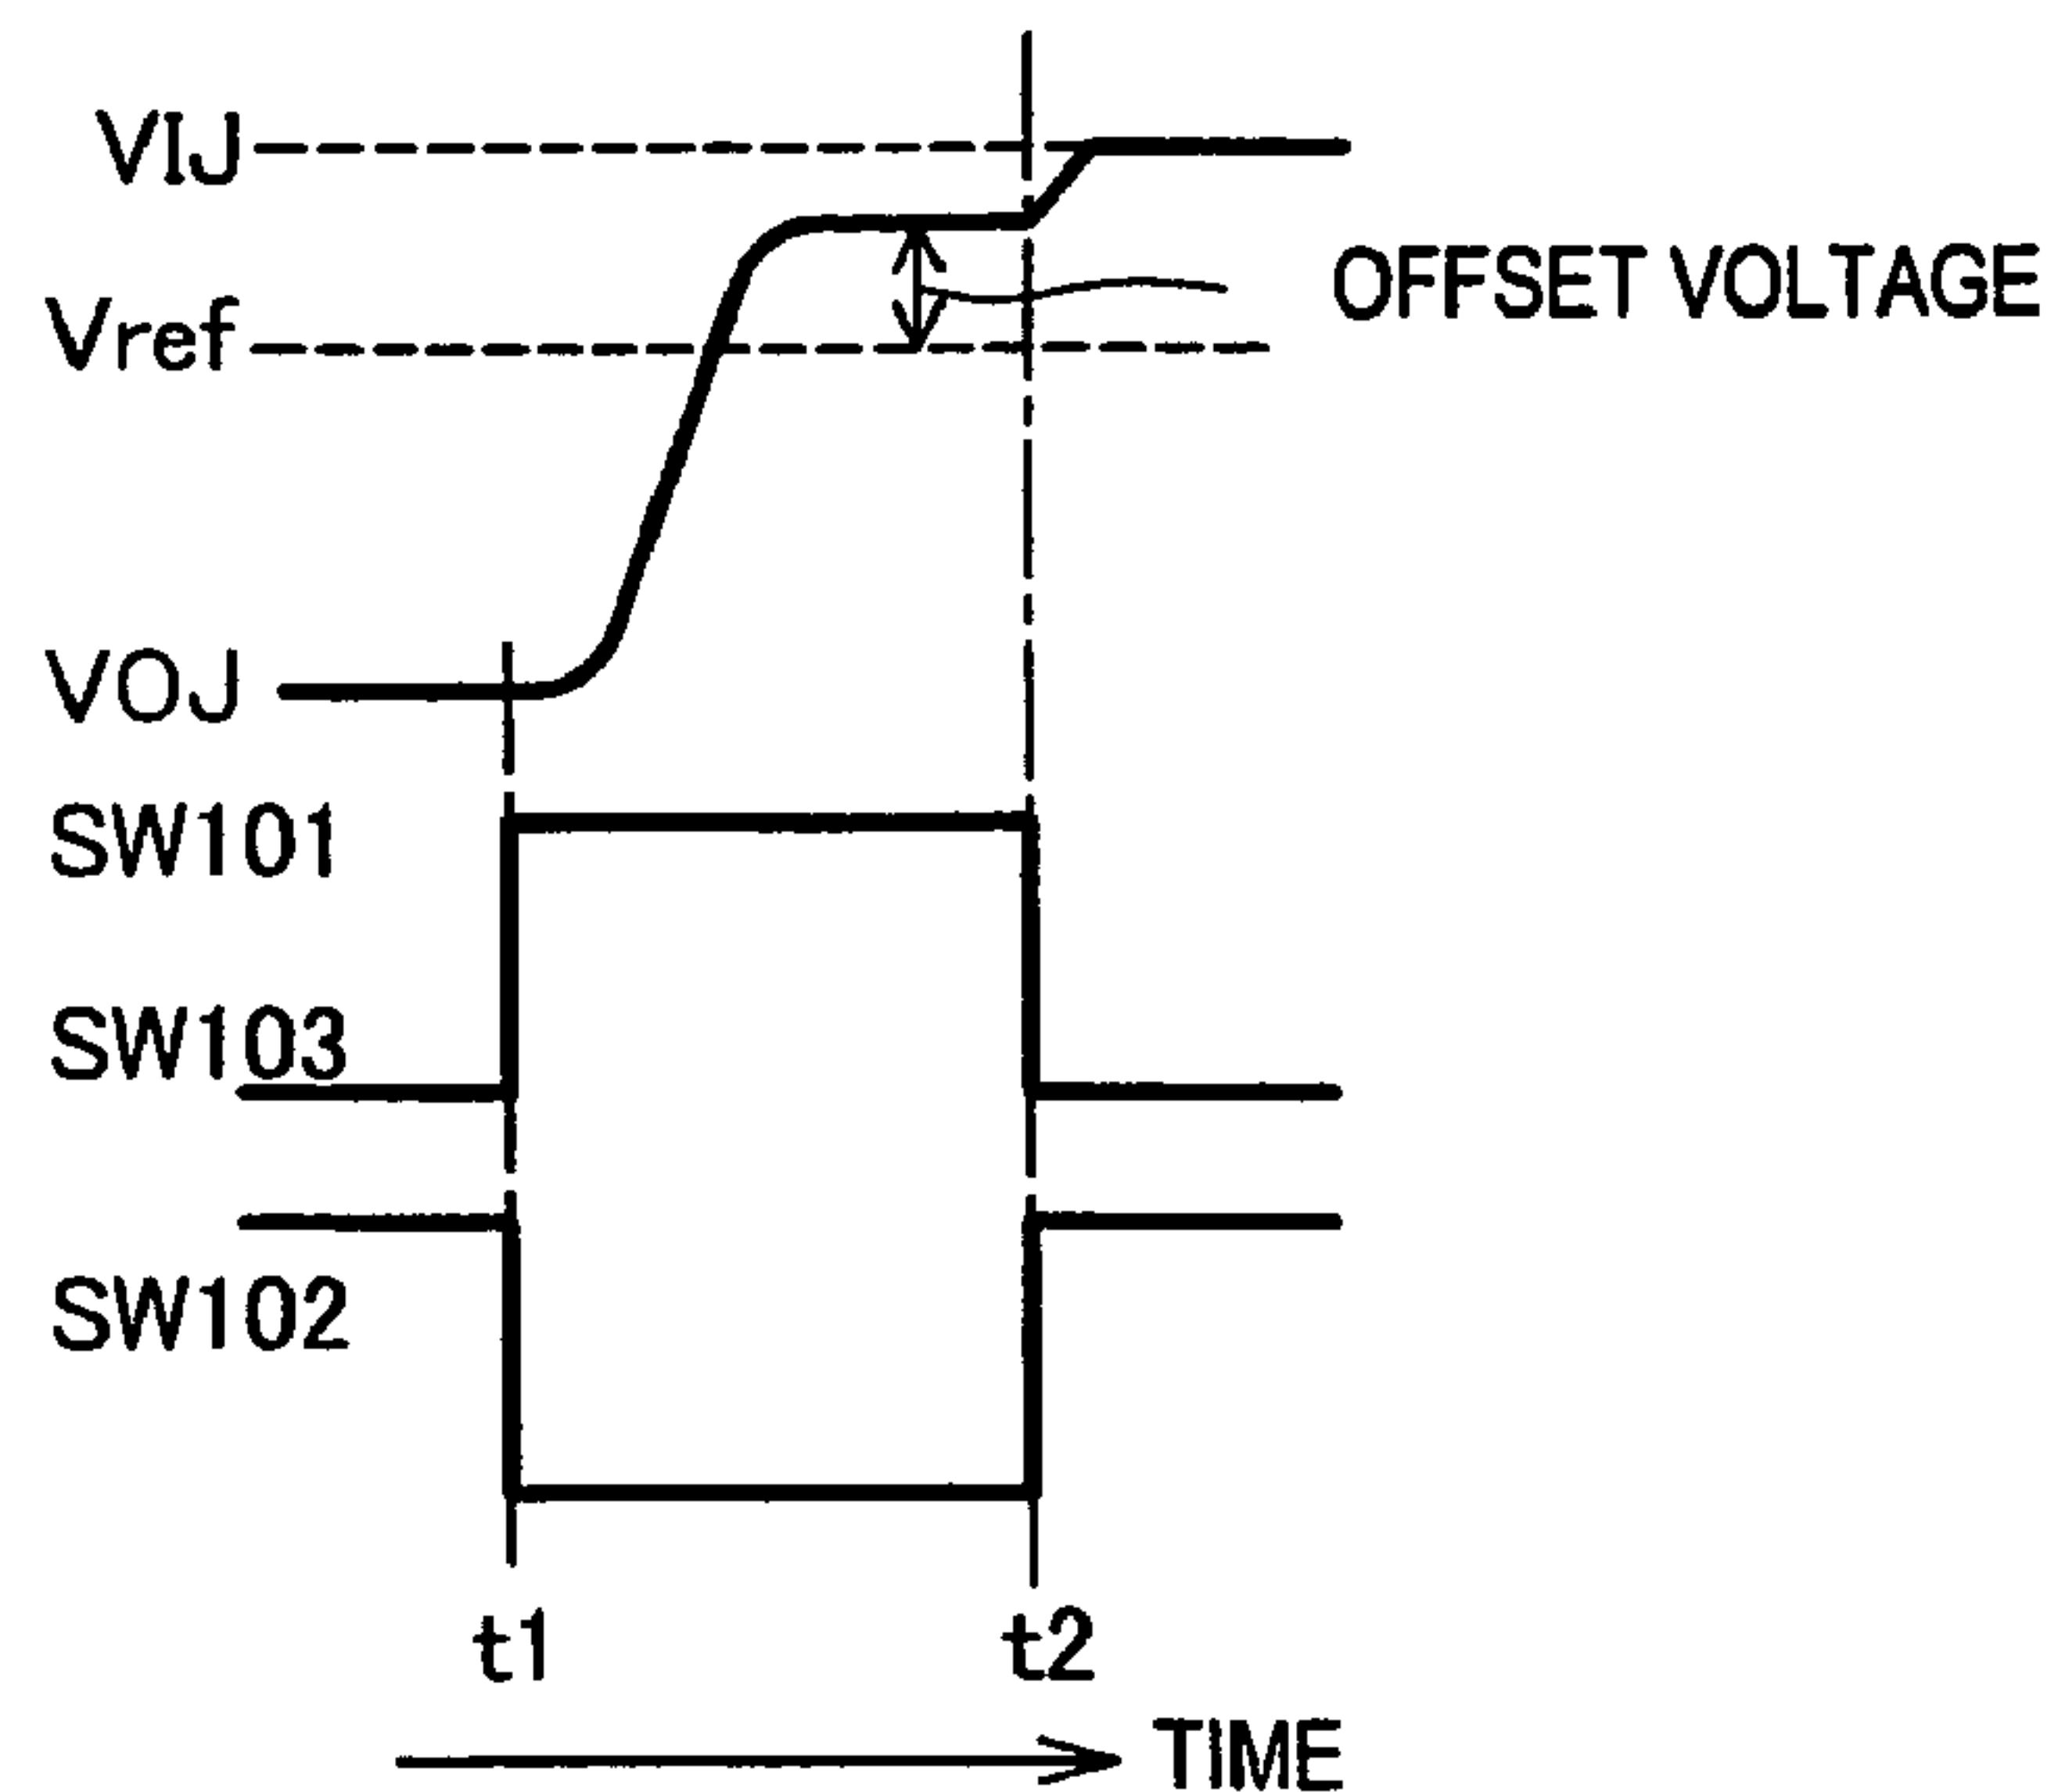 VIJ
OFFSET VOLTAGE
Vref
VOJ
SW101
SW103
SW102
t1 t2
TIME